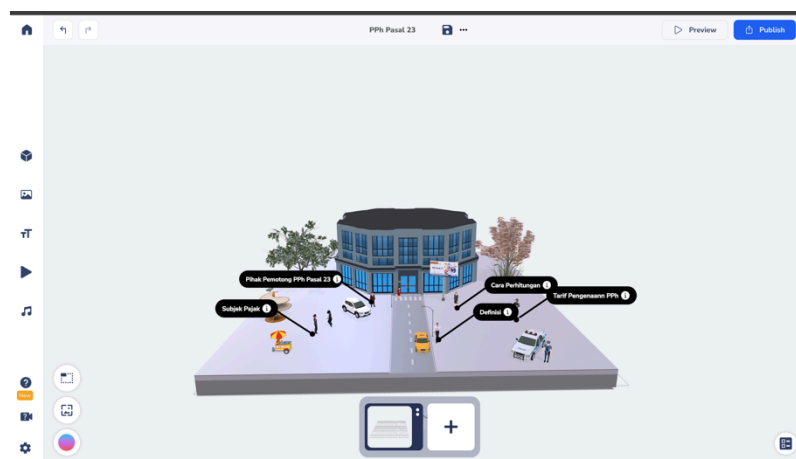 PPh Pasal 23
Preview
Publish
Pihak Pemotong PPh Pasal 23
Cara Perhitungan
Tarif Pengenaann PPh
Subjek Pajak
Definisi
New